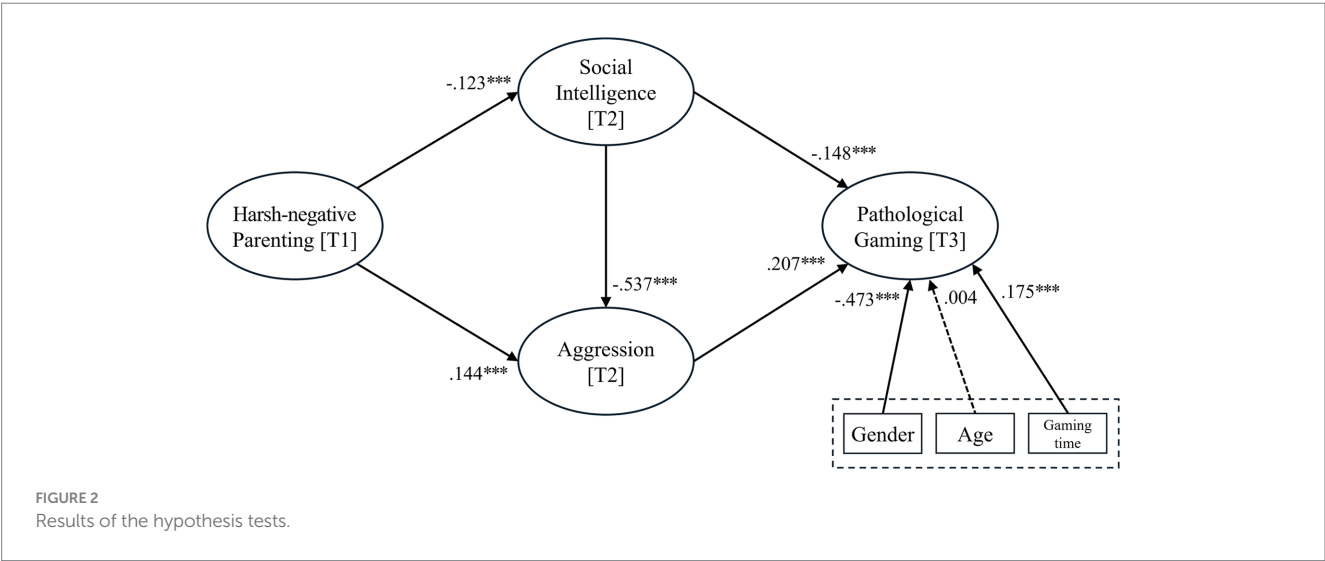 Social
Intelligence
[T2]
-.123***
-.148***
Harsh-negative
Parenting [T1]
Pathological
Gaming [T3]
.207***
-.537***
-.473***
.004
.175***
Aggression
[T2]
.144***
Gender
Age
Gaming
time
FIGURE 2
Results of the hypothesis tests.